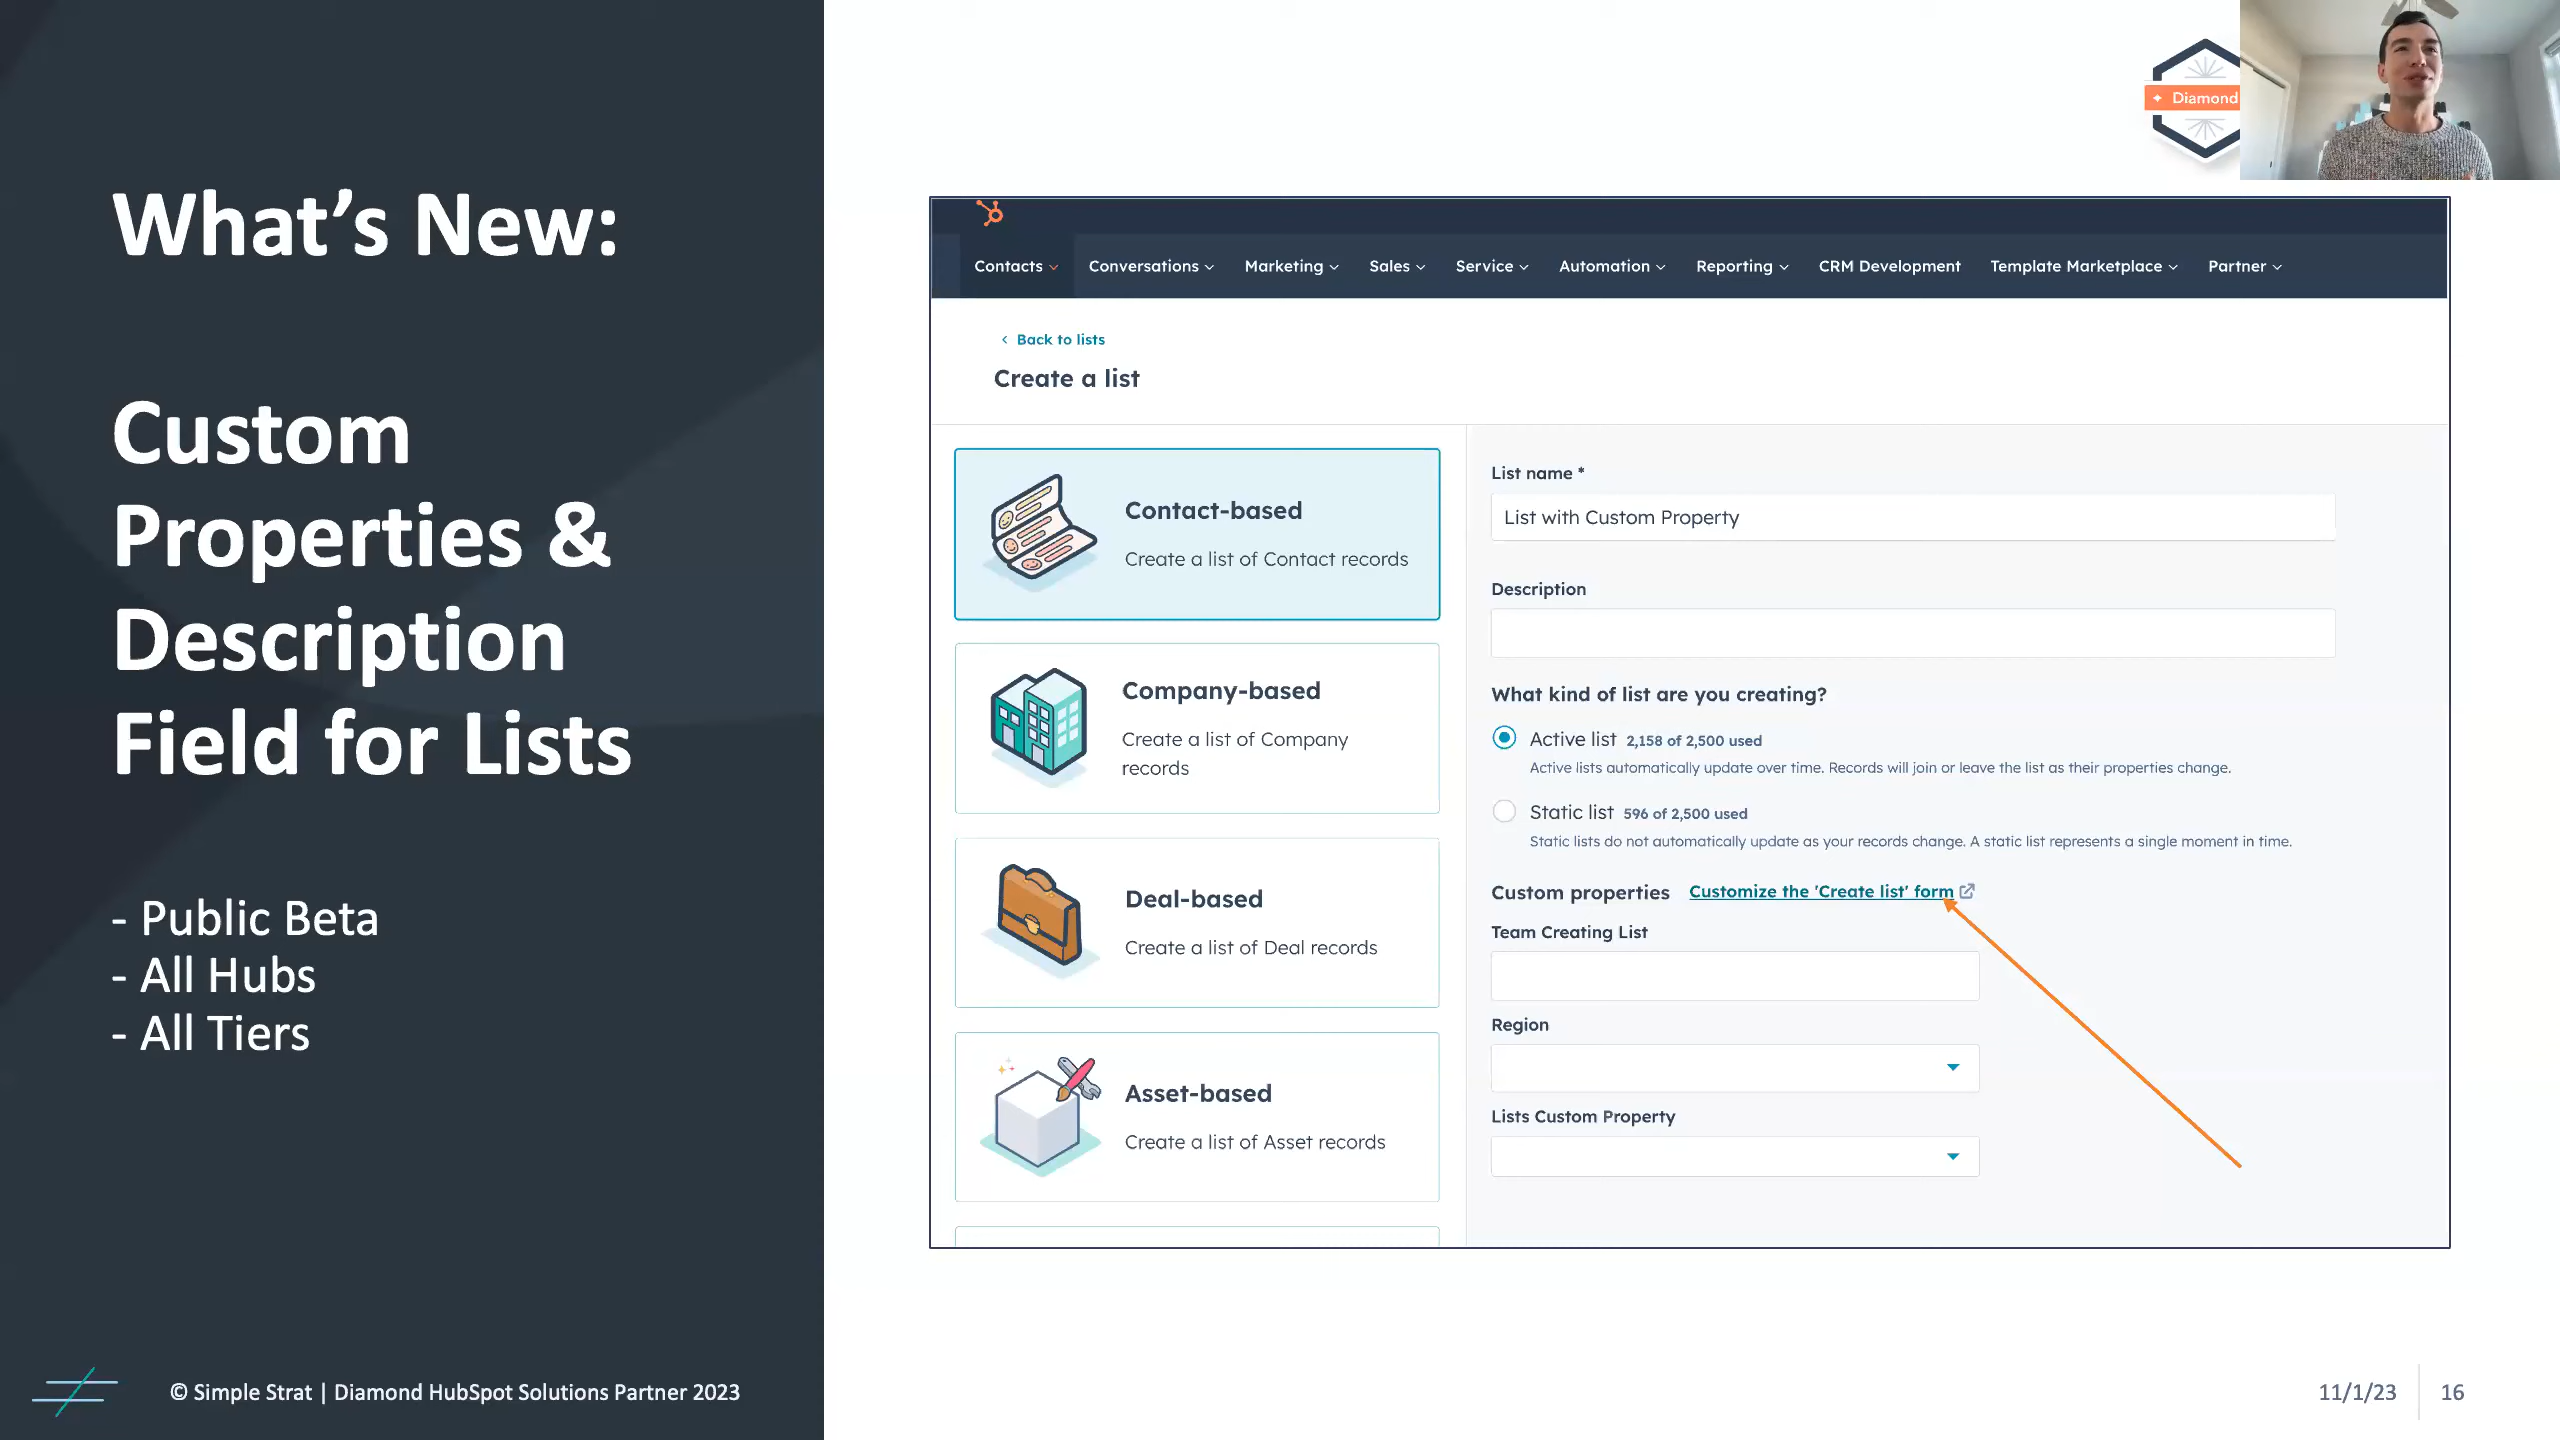 What's New:
Custom
Properties &
Description
Field for Lists
- Public Beta
- All Hubs
- All Tiers
© Simple Strat | Diamond HubSpot Solutions Partner 2023
Diamond
Contacts
Conversations
Marketing
Sales
Service
Automation
Reporting
CRM Development
Template Marketplace
Partner
Back to lists
Create a list
Contact-based
Create a list of Contact records
Company-based
Create a list of Company
records
Deal-based
Create a list of Deal records
Asset-based
Create a list of Asset records
List name *
List with Custom Property
Description
What kind of list are you creating?
Active list 2,158 of 2,500 used
Active lists automatically update over time. Records will join or leave the list as their properties change.
Static list 596 of 2,500 used
Static lists do not automatically update as your records change. A static list represents a single moment in time.
Custom properties Customize the 'Create list' form
Team Creating List
Region
Lists Custom Property
11/1/23
16